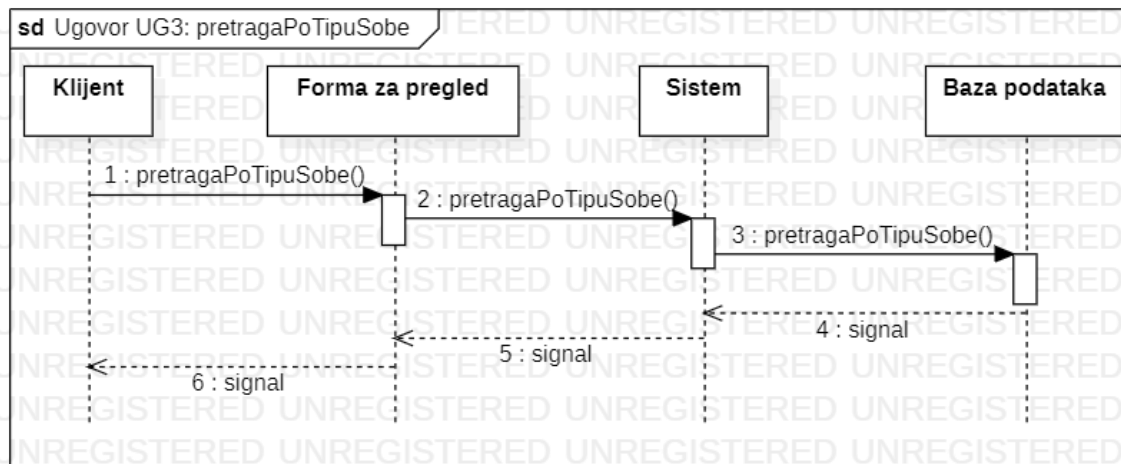 sd Ugovor UG3: pretragaPoTipuSobe
Klijent
Forma za pregled
Sistem
Baza podataka
1 : pretragaPoTipuSobe()
2 : pretragaPoTipuSobe()
3 : pretragaPoTipuSobe()
4 : signal
5 : signal
6 : signal
UNREGISTERED